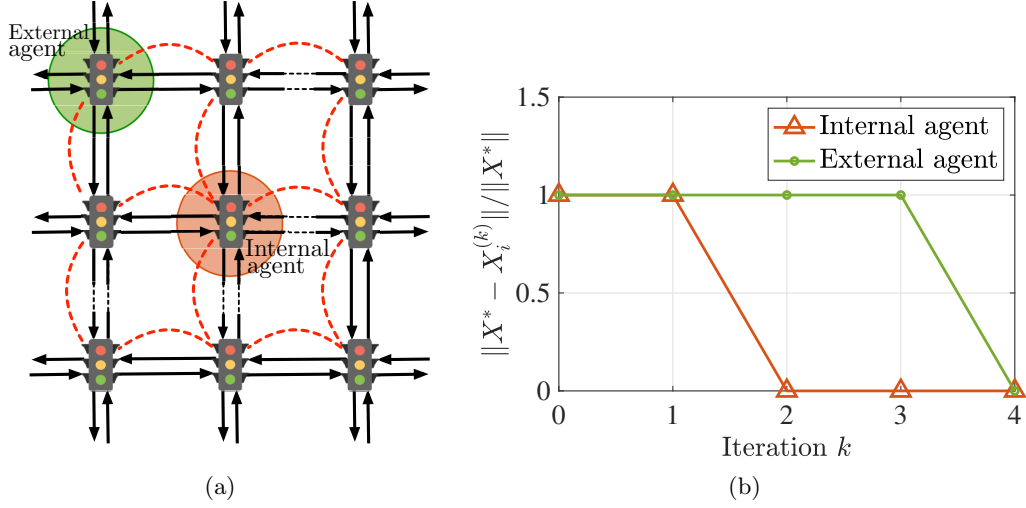 External
agent
Internal
agent
(a)
1.5
1
0.5
0
0
1
2
3
4
∥X* − X_i^{(k)}∥/∥X*∥
Iteration k
Internal agent
External agent
(b)